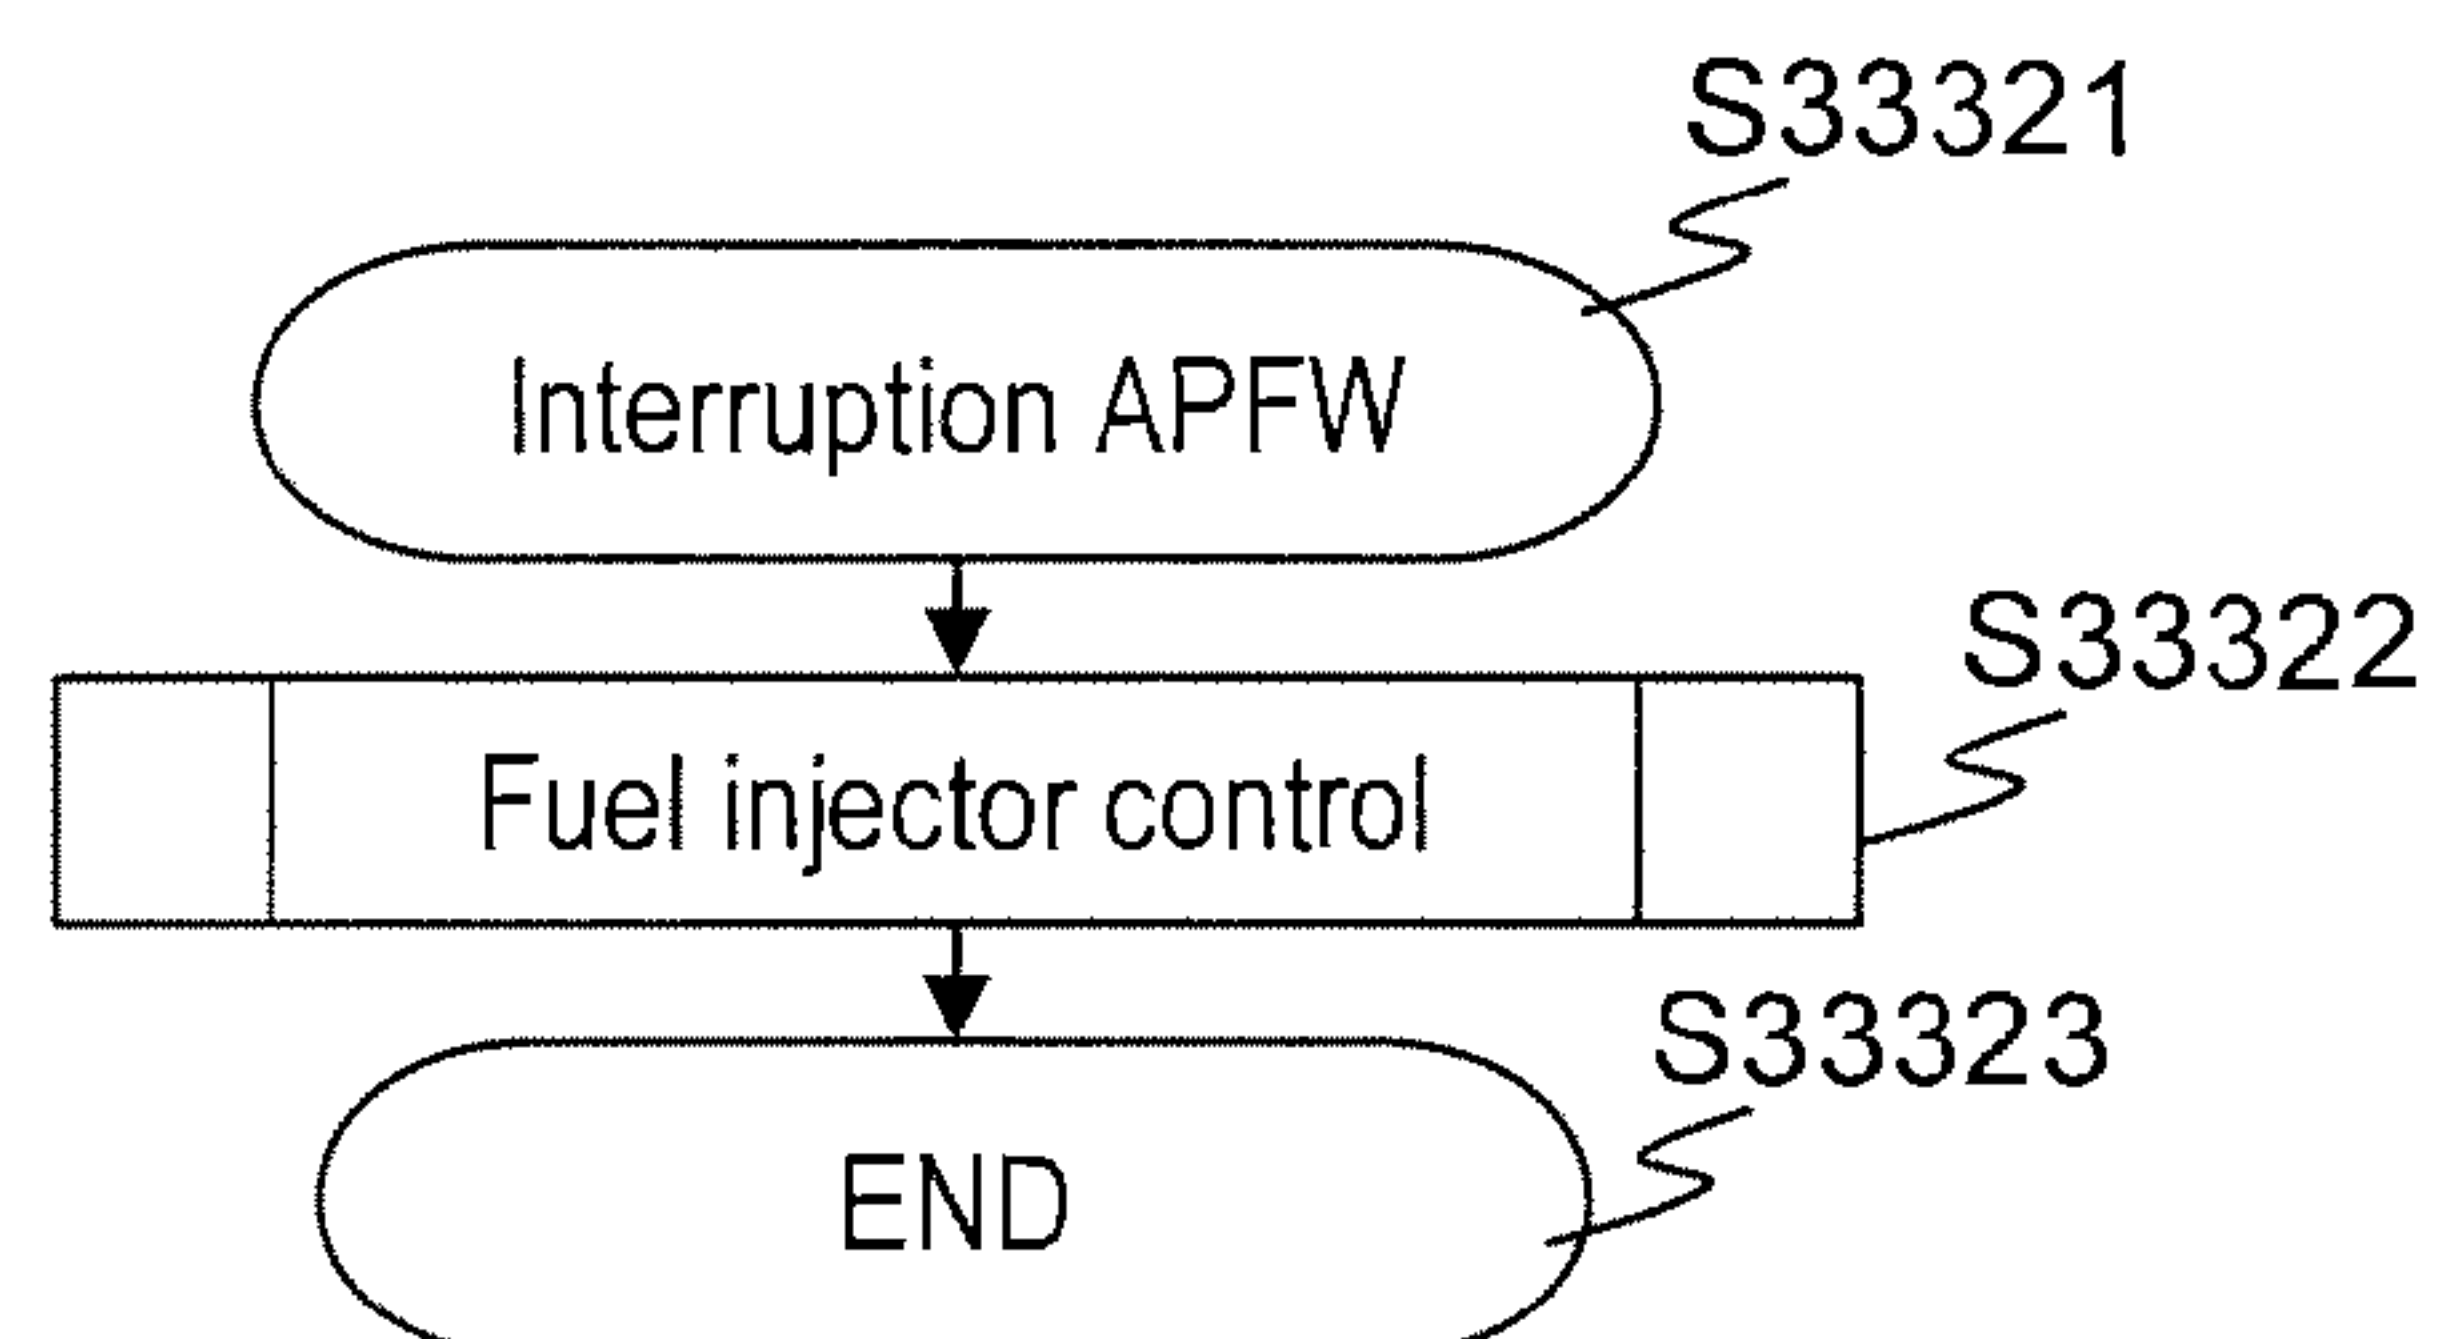 S33321
Interruption APFW
S33322
Fuel injector control
S33323
END